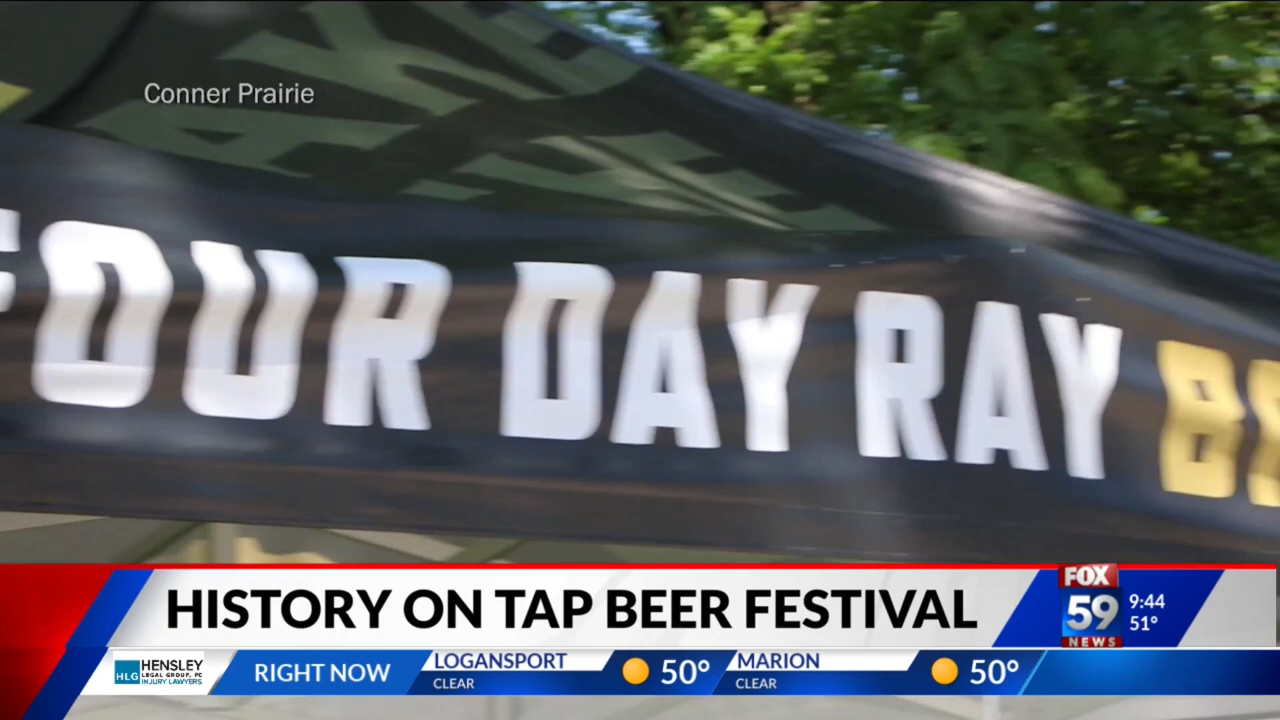 Conner Prairie
OUR DAY RAY
HISTORY ON TAP BEER FESTIVAL
FOX
59
NEWS
9:44
51°
HLG
HENSLEY
LEGAL GROUP, PC
INJURY LAWYERS
RIGHT NOW
LOGANSPORT
CLEAR
50°
MARION
CLEAR
50°